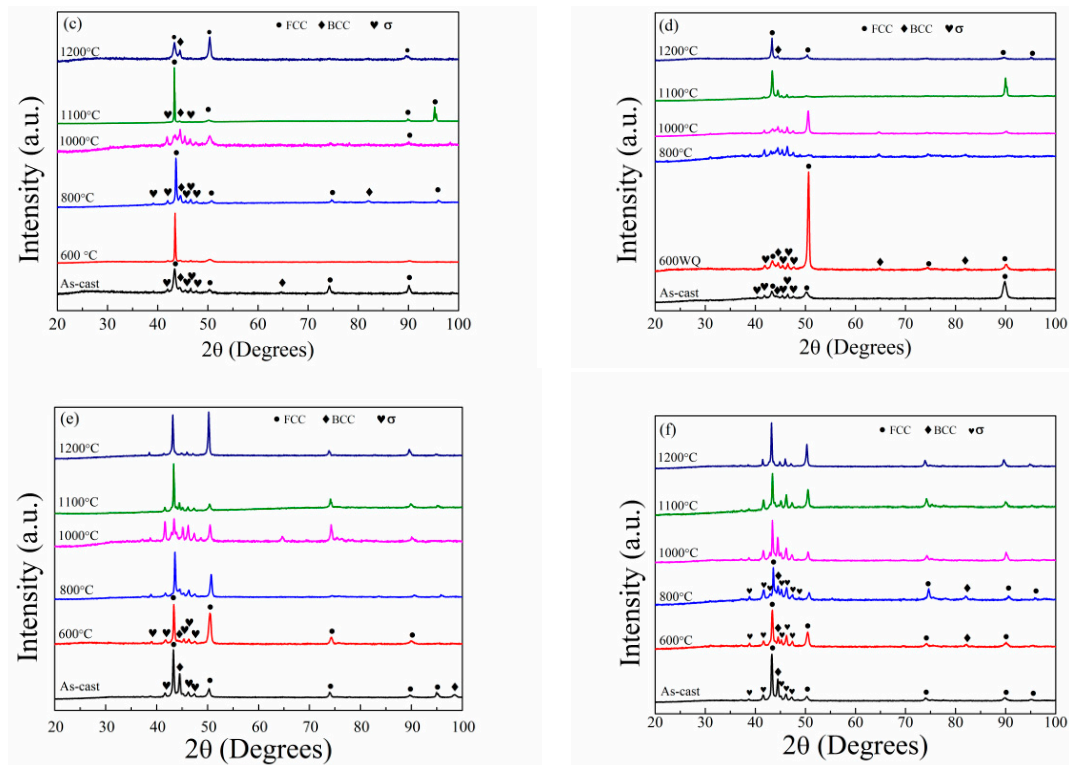 (c) ● FCC ♦ BCC ♥ σ
1200°C
1100°C
1000°C
800°C
600 °C
As-cast
Intensity (a.u.)
20 30 40 50 60 70 80 90 100
2θ (Degrees)
(d) ● FCC ♦ BCC ♥ σ
1200°C
1100°C
1000°C
800°C
600WQ
As-cast
Intensity (a.u.)
20 30 40 50 60 70 80 90 100
2θ (Degrees)
(e) ● FCC ♦ BCC ♥ σ
1200°C
1100°C
1000°C
800°C
600°C
As-cast
Intensity (a.u.)
20 30 40 50 60 70 80 90 100
2θ (Degrees)
(f) ● FCC ♦ BCC ♥ σ
1200°C
1100°C
1000°C
800°C
600°C
As-cast
Intensity (a.u.)
20 30 40 50 60 70 80 90 100
2θ (Degrees)